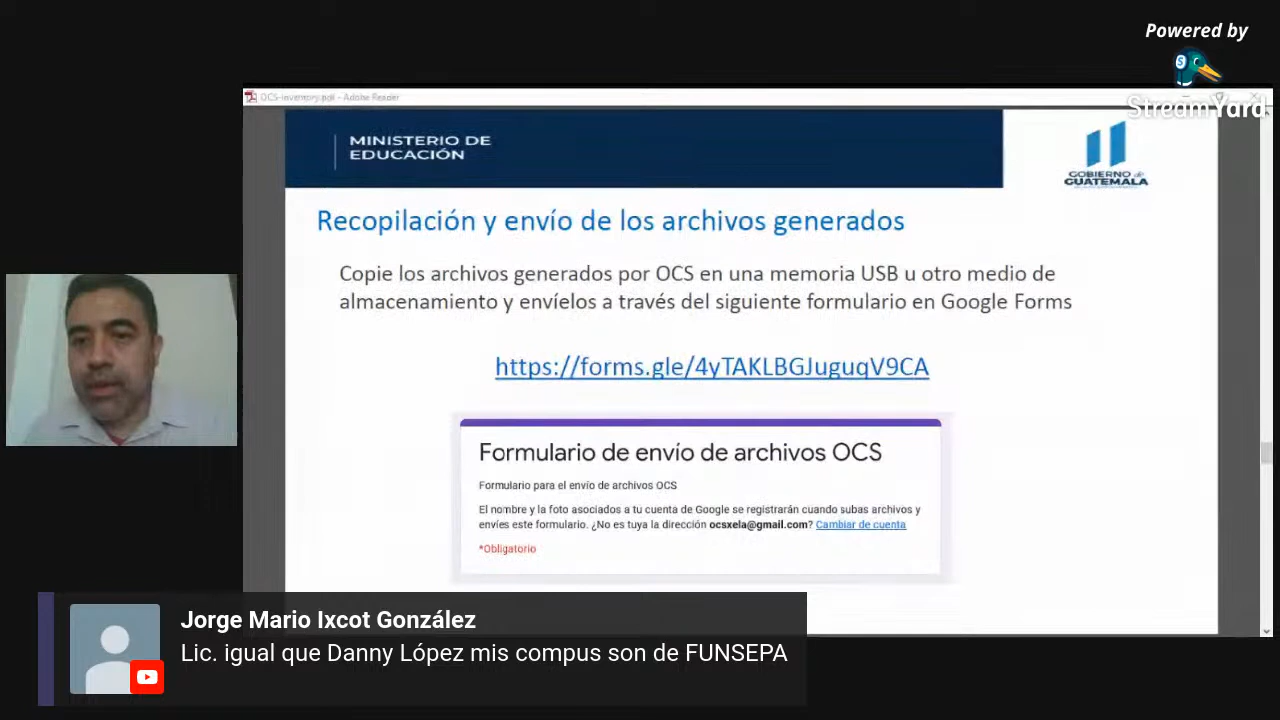 Powered by
StreamYard
OCS-inventory.pdf - Adobe Reader
MINISTERIO DE
EDUCACIÓN
GOBIERNO de
GUATEMALA
Recopilación y envío de los archivos generados
Copie los archivos generados por OCS en una memoria USB u otro medio de
almacenamiento y envíelos a través del siguiente formulario en Google Forms
https://forms.gle/4yTAKLBGJuguqV9CA
Formulario de envío de archivos OCS
Formulario para el envío de archivos OCS
El nombre y la foto asociados a tu cuenta de Google se registrarán cuando subas archivos y
envíes este formulario. ¿No es tuya la dirección ocsxela@gmail.com? Cambiar de cuenta
*Obligatorio
Jorge Mario Ixcot González
Lic. igual que Danny López mis compus son de FUNSEPA